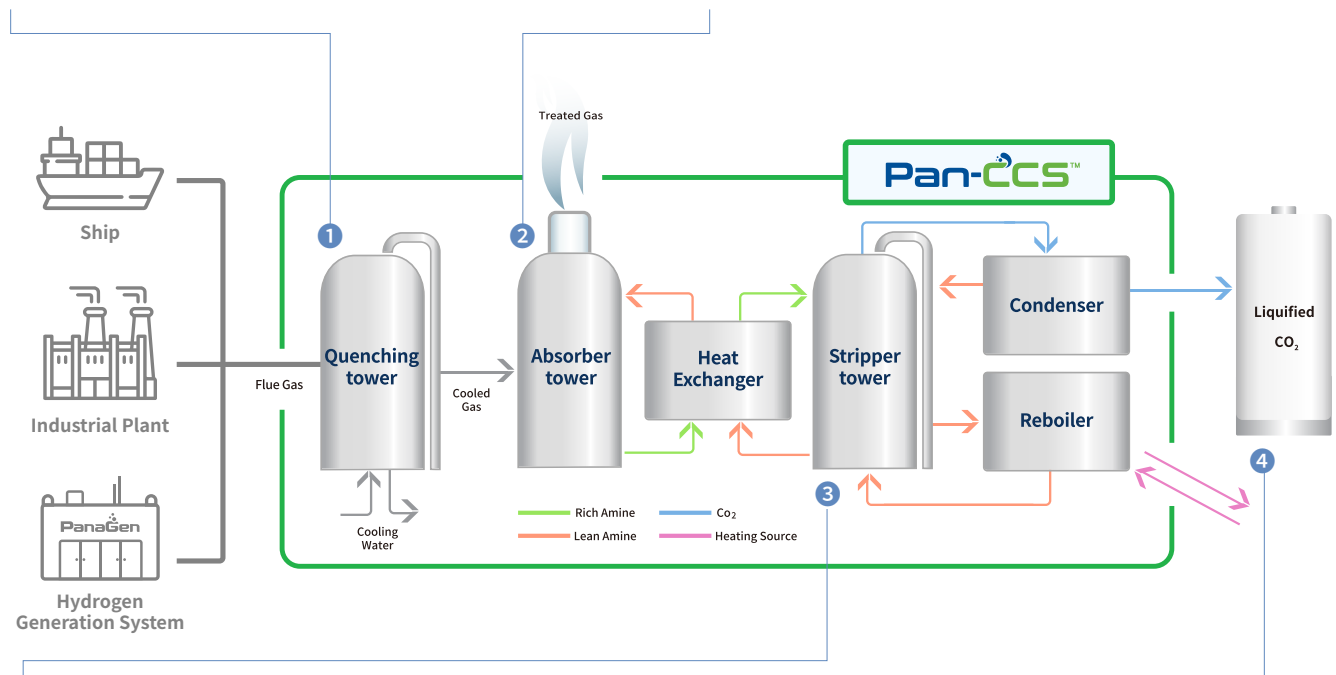 Treated Gas
Pan-CCS™
1
2
Ship
Quenching
tower
Absorber
tower
Heat
Exchanger
Stripper
tower
Condenser
Liquified
CO₂
Flue Gas
Cooled
Gas
Industrial Plant
Reboiler
4
3
PanaGen
Cooling
Water
Rich Amine
Co₂
Lean Amine
Heating Source
Hydrogen
Generation System